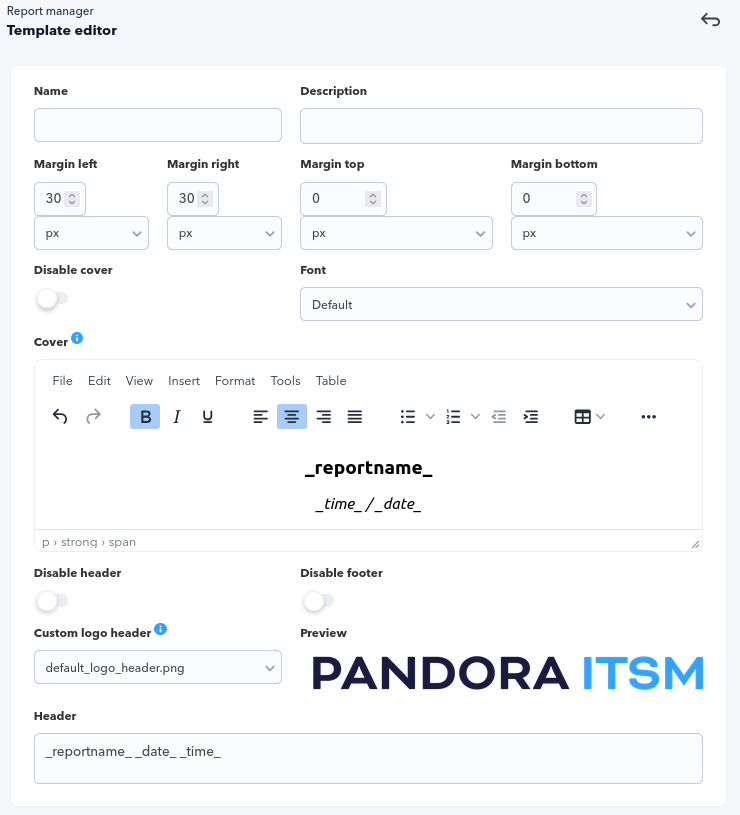 Report manager
Template editor
Name Description
Margin left Margin right Margin top Margin bottom
30 30 0 0
px px px px
Disable cover Font
Default
Cover
File Edit View Insert Format Tools Table
B I U
_reportname_
_time_ / _date_
p › strong › span
Disable header Disable footer
Custom logo header Preview
default_logo_header.png PANDORA ITSM
Header
_reportname_ _date_ _time_